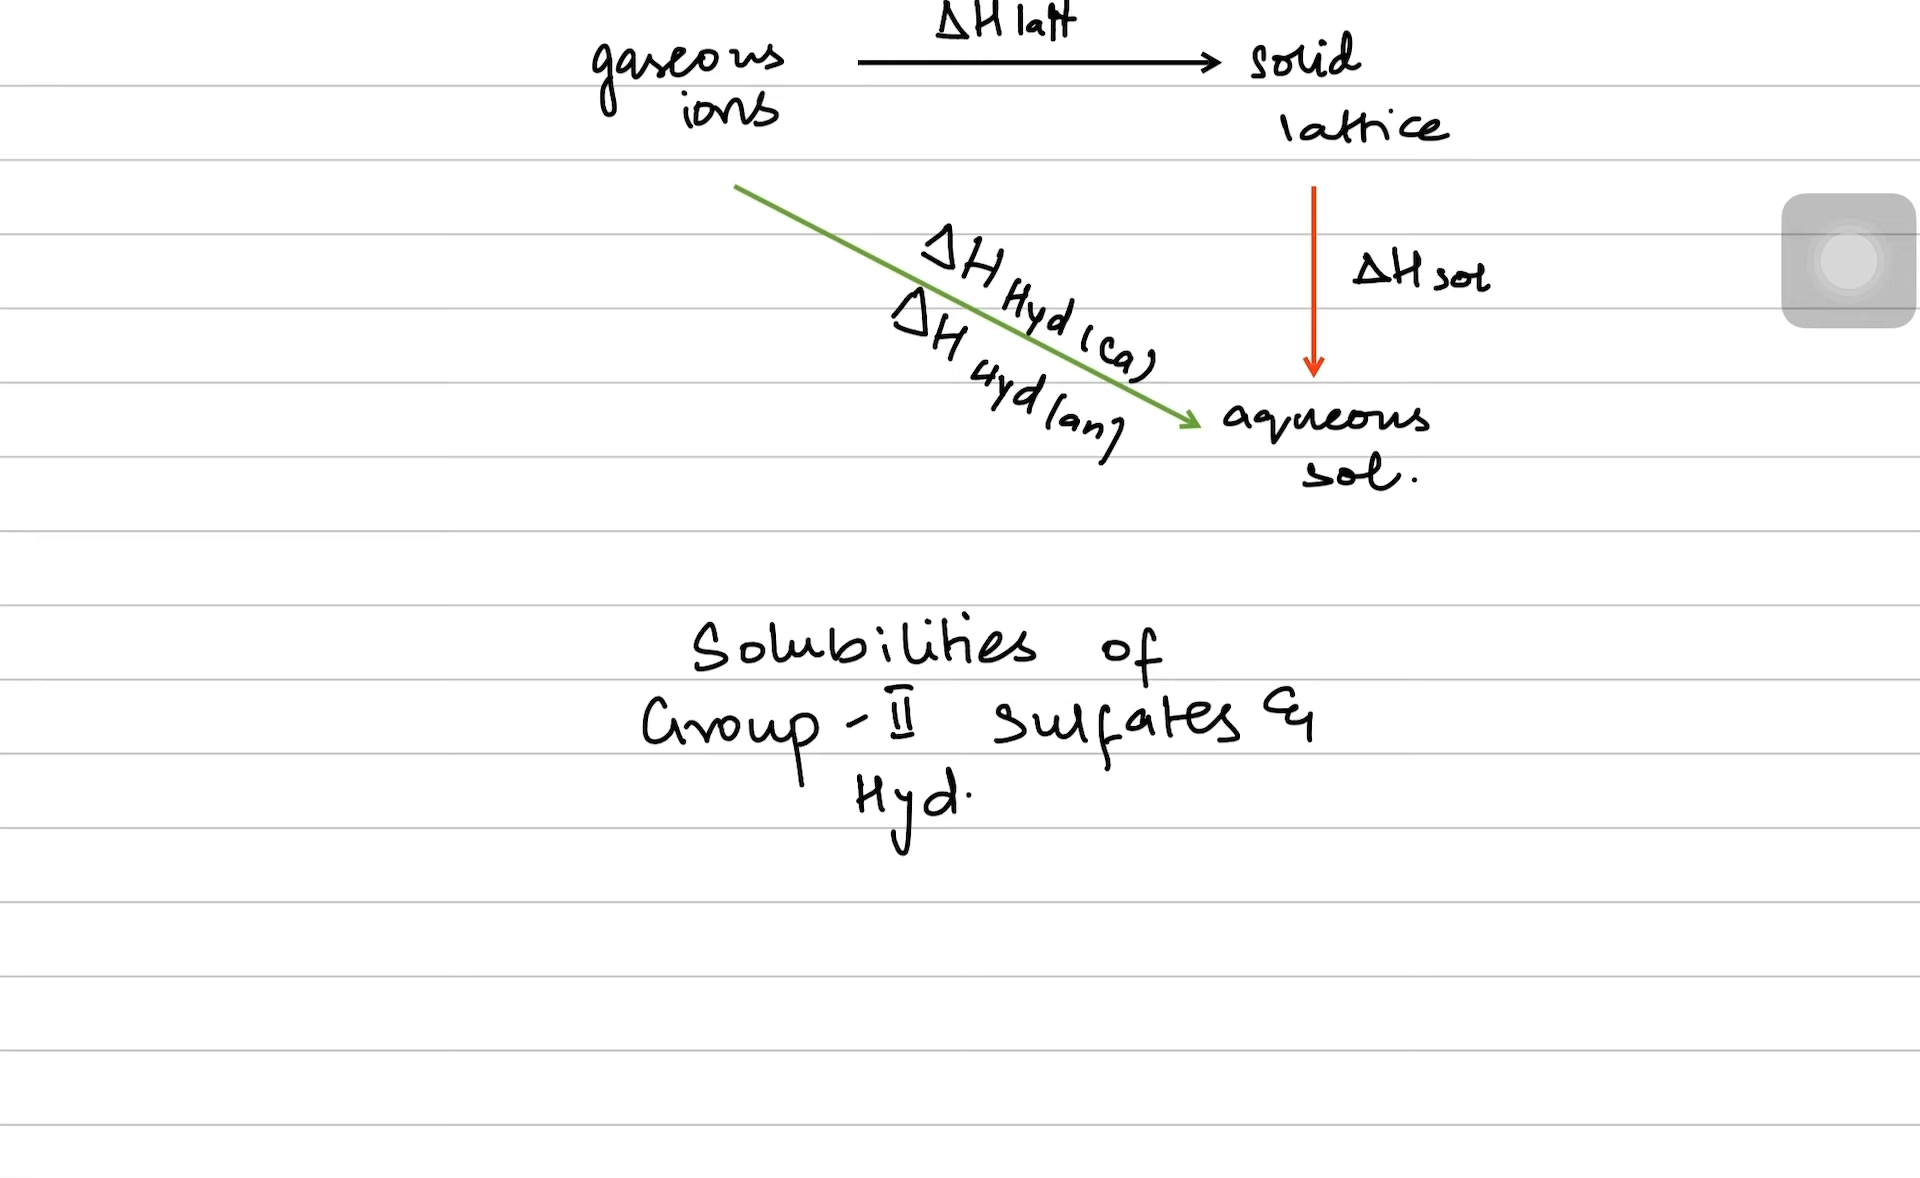 ΔH latt
gaseous
ions
solid
lattice
ΔH Hyd (ca)
ΔH Hyd (an)
ΔH sol
aqueous
sol.
Solubilities of
Group - II sulfates &
Hyd.